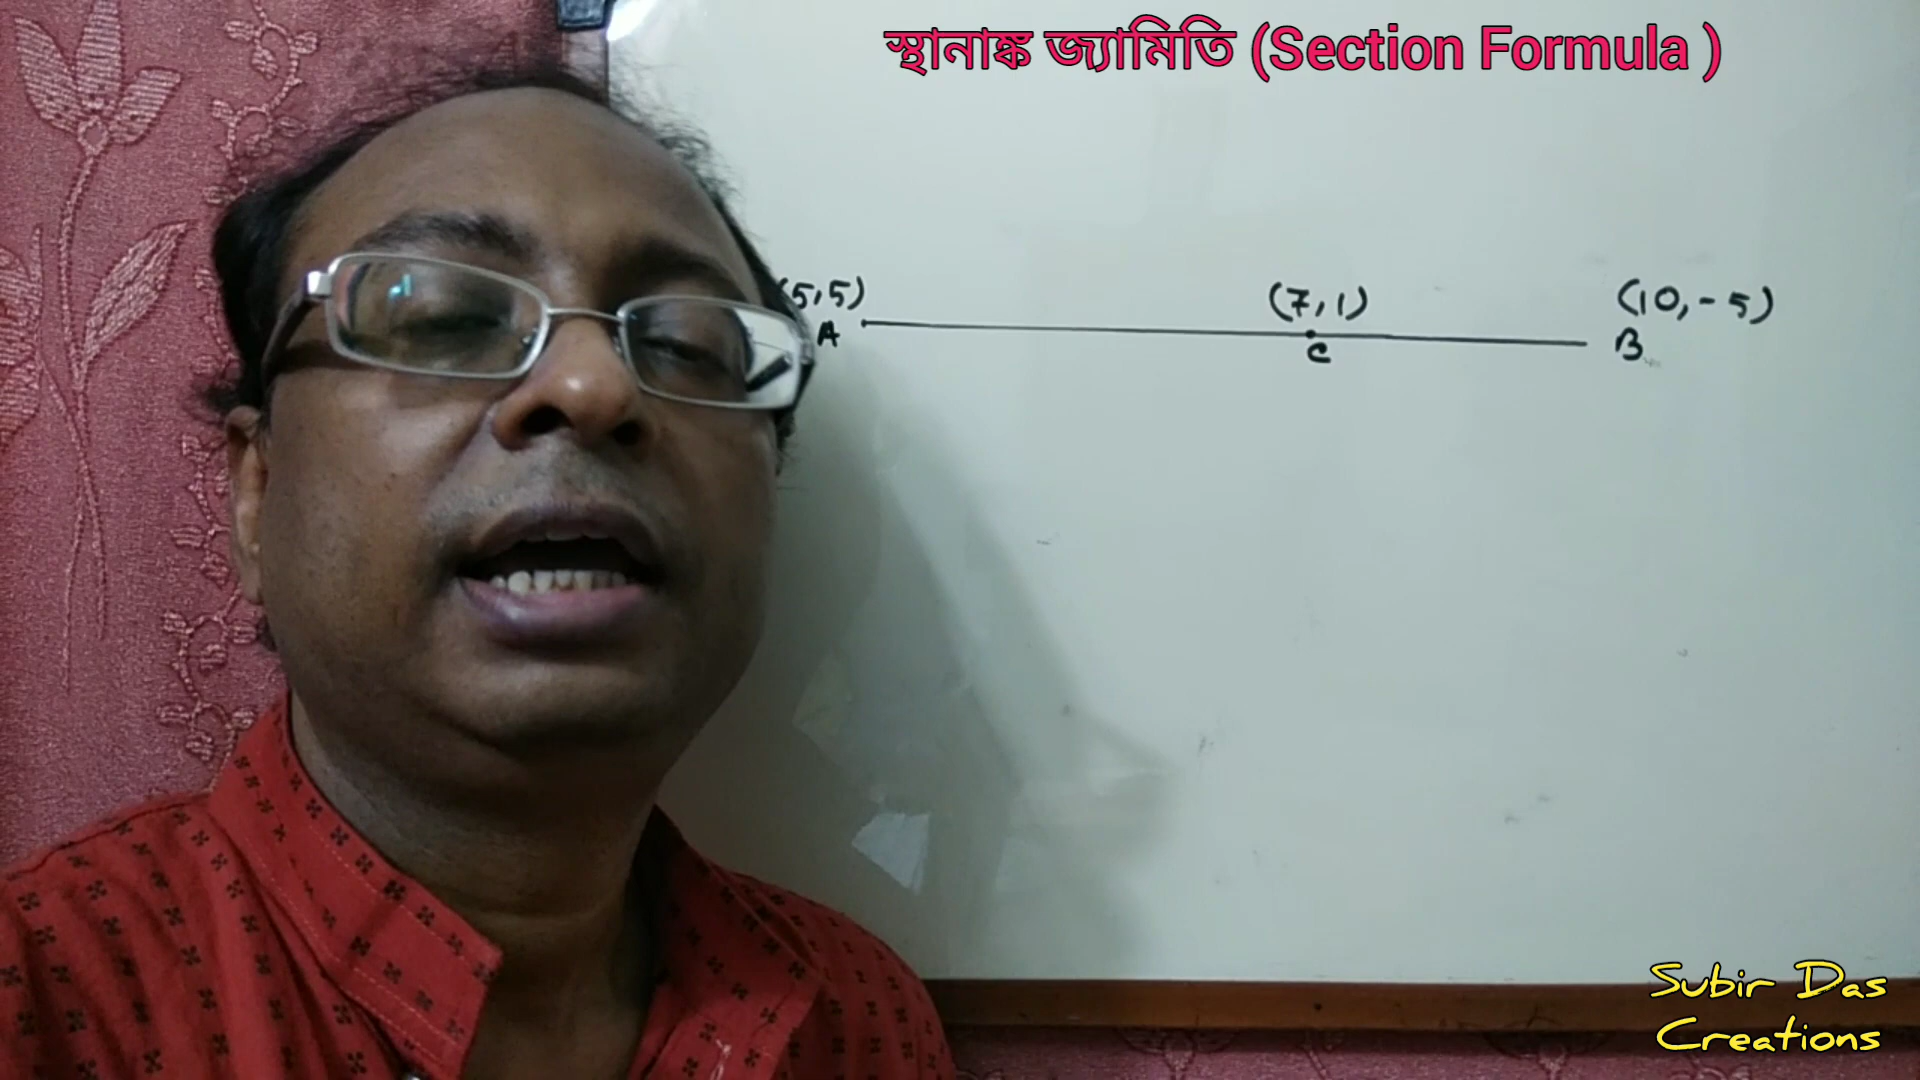 স্থানাঙ্ক জ্যামিতি (Section Formula )
(5,5)
(7,1)
(10,-5)
A
C
B
Subir Das
Creations